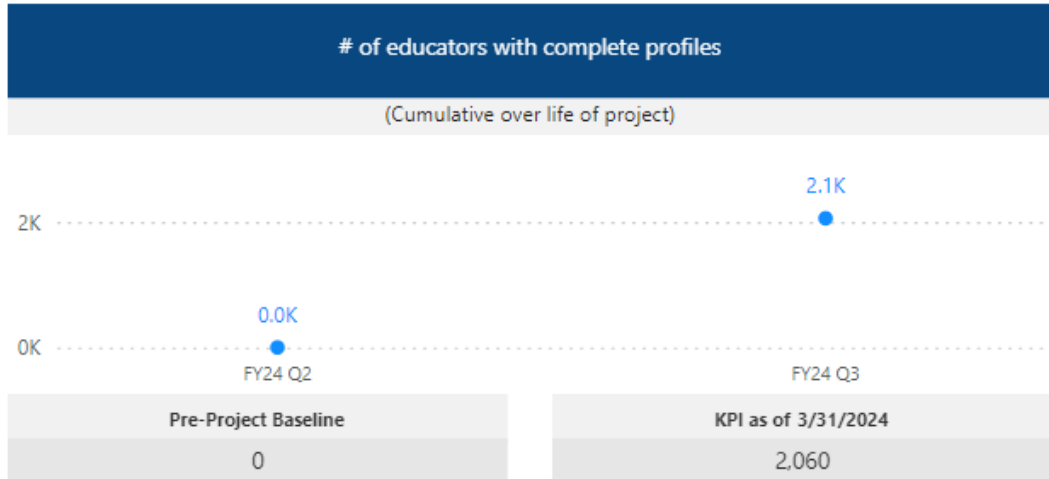 # of educators with complete profiles
(Cumulative over life of project)
2.1K
2K
0.0K
0K
FY24 Q2 FY24 Q3
Pre-Project Baseline KPI as of 3/31/2024
0 2,060